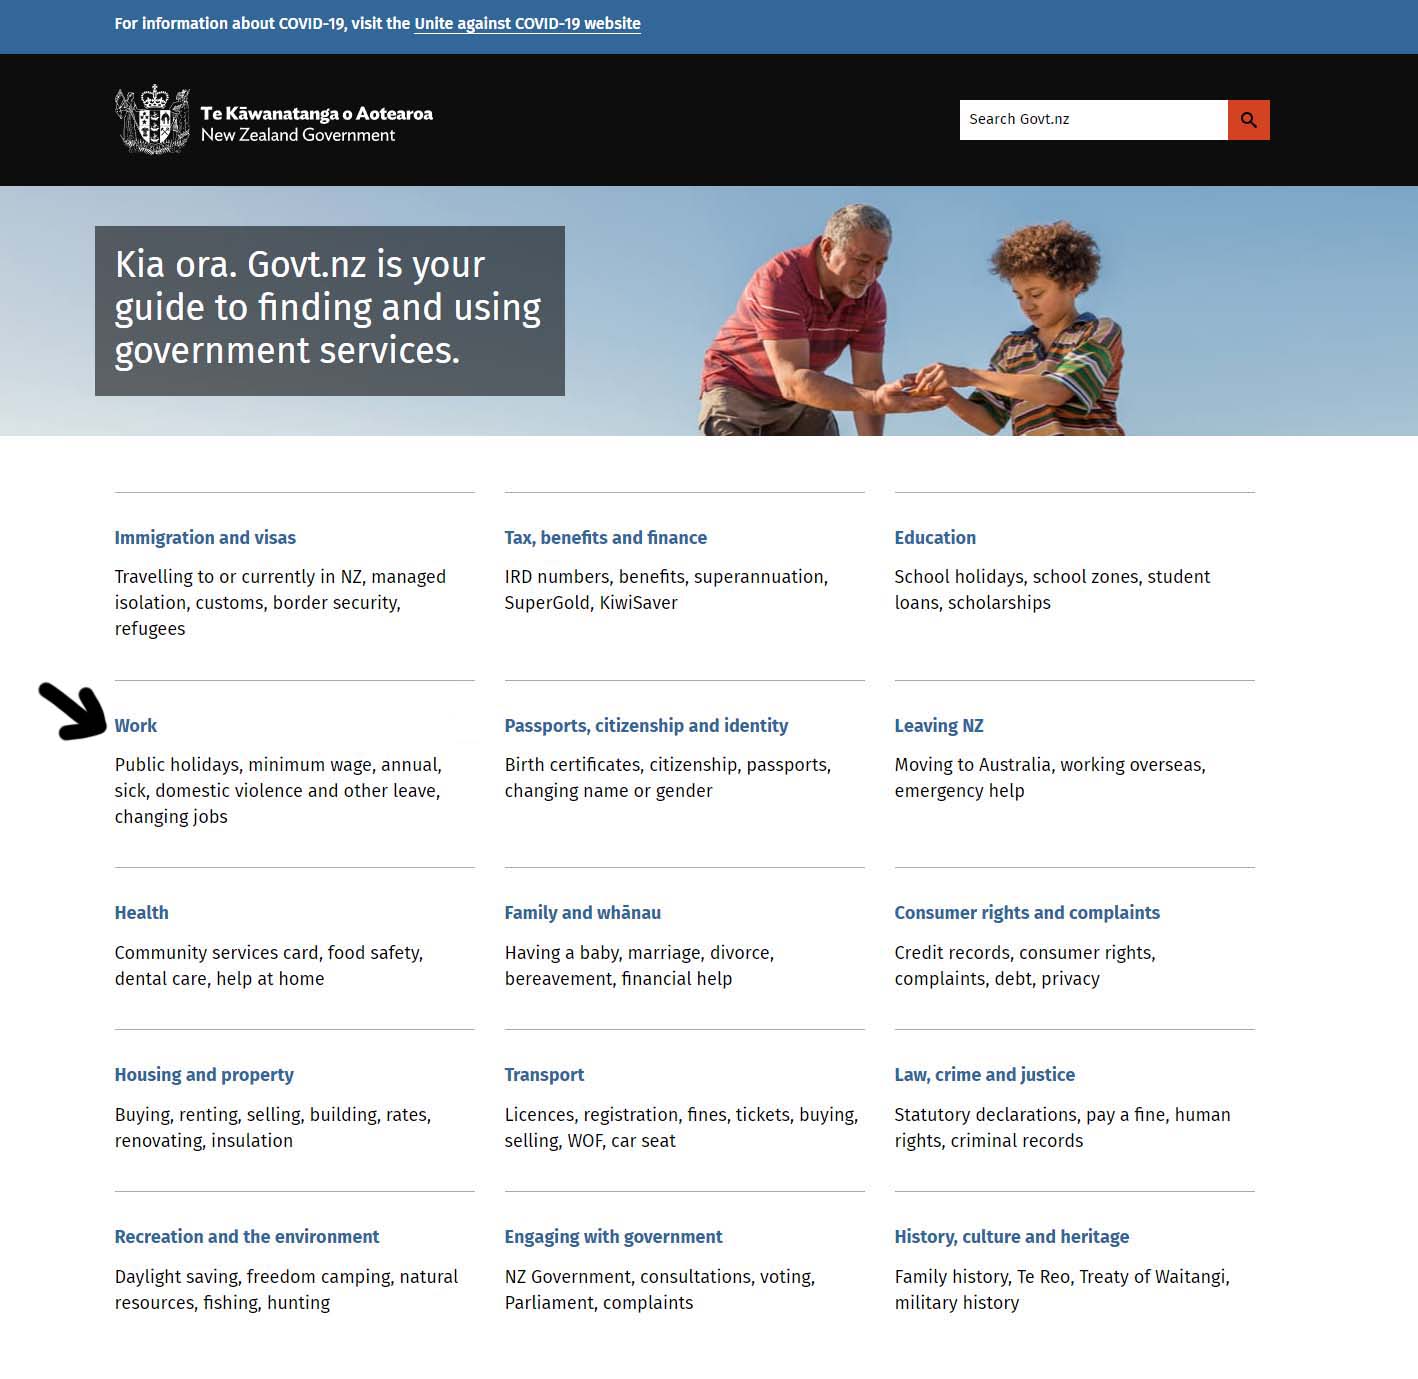 For information about COVID-19, visit the Unite against COVID-19 website
Te Kāwanatanga o Aotearoa
New Zealand Government
Search Govt.nz
Kia ora. Govt.nz is your
guide to finding and using
government services.
Immigration and visas
Travelling to or currently in NZ, managed
isolation, customs, border security,
refugees
Tax, benefits and finance
IRD numbers, benefits, superannuation,
SuperGold, KiwiSaver
Education
School holidays, school zones, student
loans, scholarships
Work
Public holidays, minimum wage, annual,
sick, domestic violence and other leave,
changing jobs
Passports, citizenship and identity
Birth certificates, citizenship, passports,
changing name or gender
Leaving NZ
Moving to Australia, working overseas,
emergency help
Health
Community services card, food safety,
dental care, help at home
Family and whānau
Having a baby, marriage, divorce,
bereavement, financial help
Consumer rights and complaints
Credit records, consumer rights,
complaints, debt, privacy
Housing and property
Buying, renting, selling, building, rates,
renovating, insulation
Transport
Licences, registration, fines, tickets, buying,
selling, WOF, car seat
Law, crime and justice
Statutory declarations, pay a fine, human
rights, criminal records
Recreation and the environment
Daylight saving, freedom camping, natural
resources, fishing, hunting
Engaging with government
NZ Government, consultations, voting,
Parliament, complaints
History, culture and heritage
Family history, Te Reo, Treaty of Waitangi,
military history